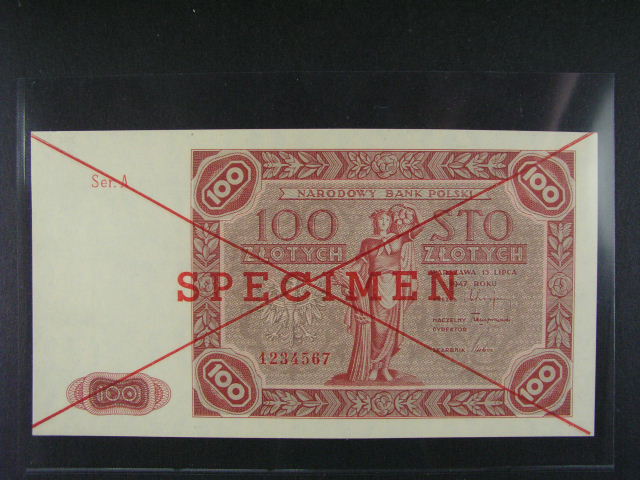 Ser. A
100
100
NARODOWY BANK POLSKI
100 STO
ZŁOTYCH ZŁOTYCH
WARSZAWA 15 LIPCA
1947 ROKU
SPECIMEN
NACZELNY
DYREKTOR
1234567
SKARBNIK
100
100
100